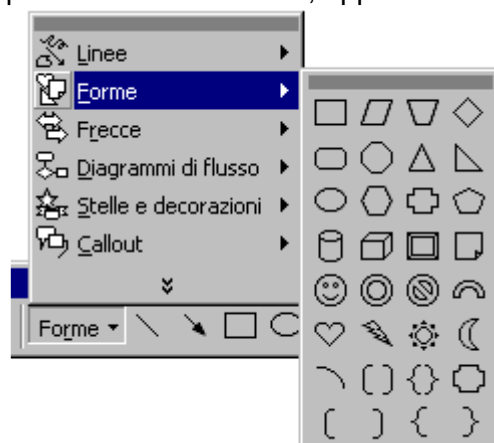 Linee
Forme
Frecce
Diagrammi di flusso
Stelle e decorazioni
Callout
Forme